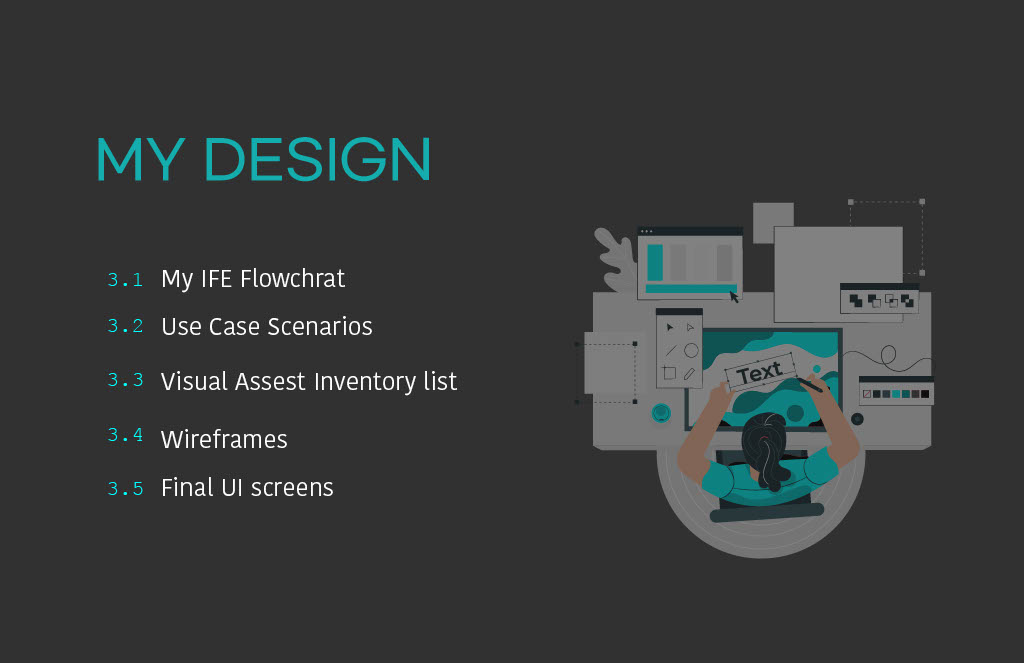 MY DESIGN
3.1 My IFE Flowchrat
3.2 Use Case Scenarios
3.3 Visual Assest Inventory list
3.4 Wireframes
3.5 Final UI screens
Text